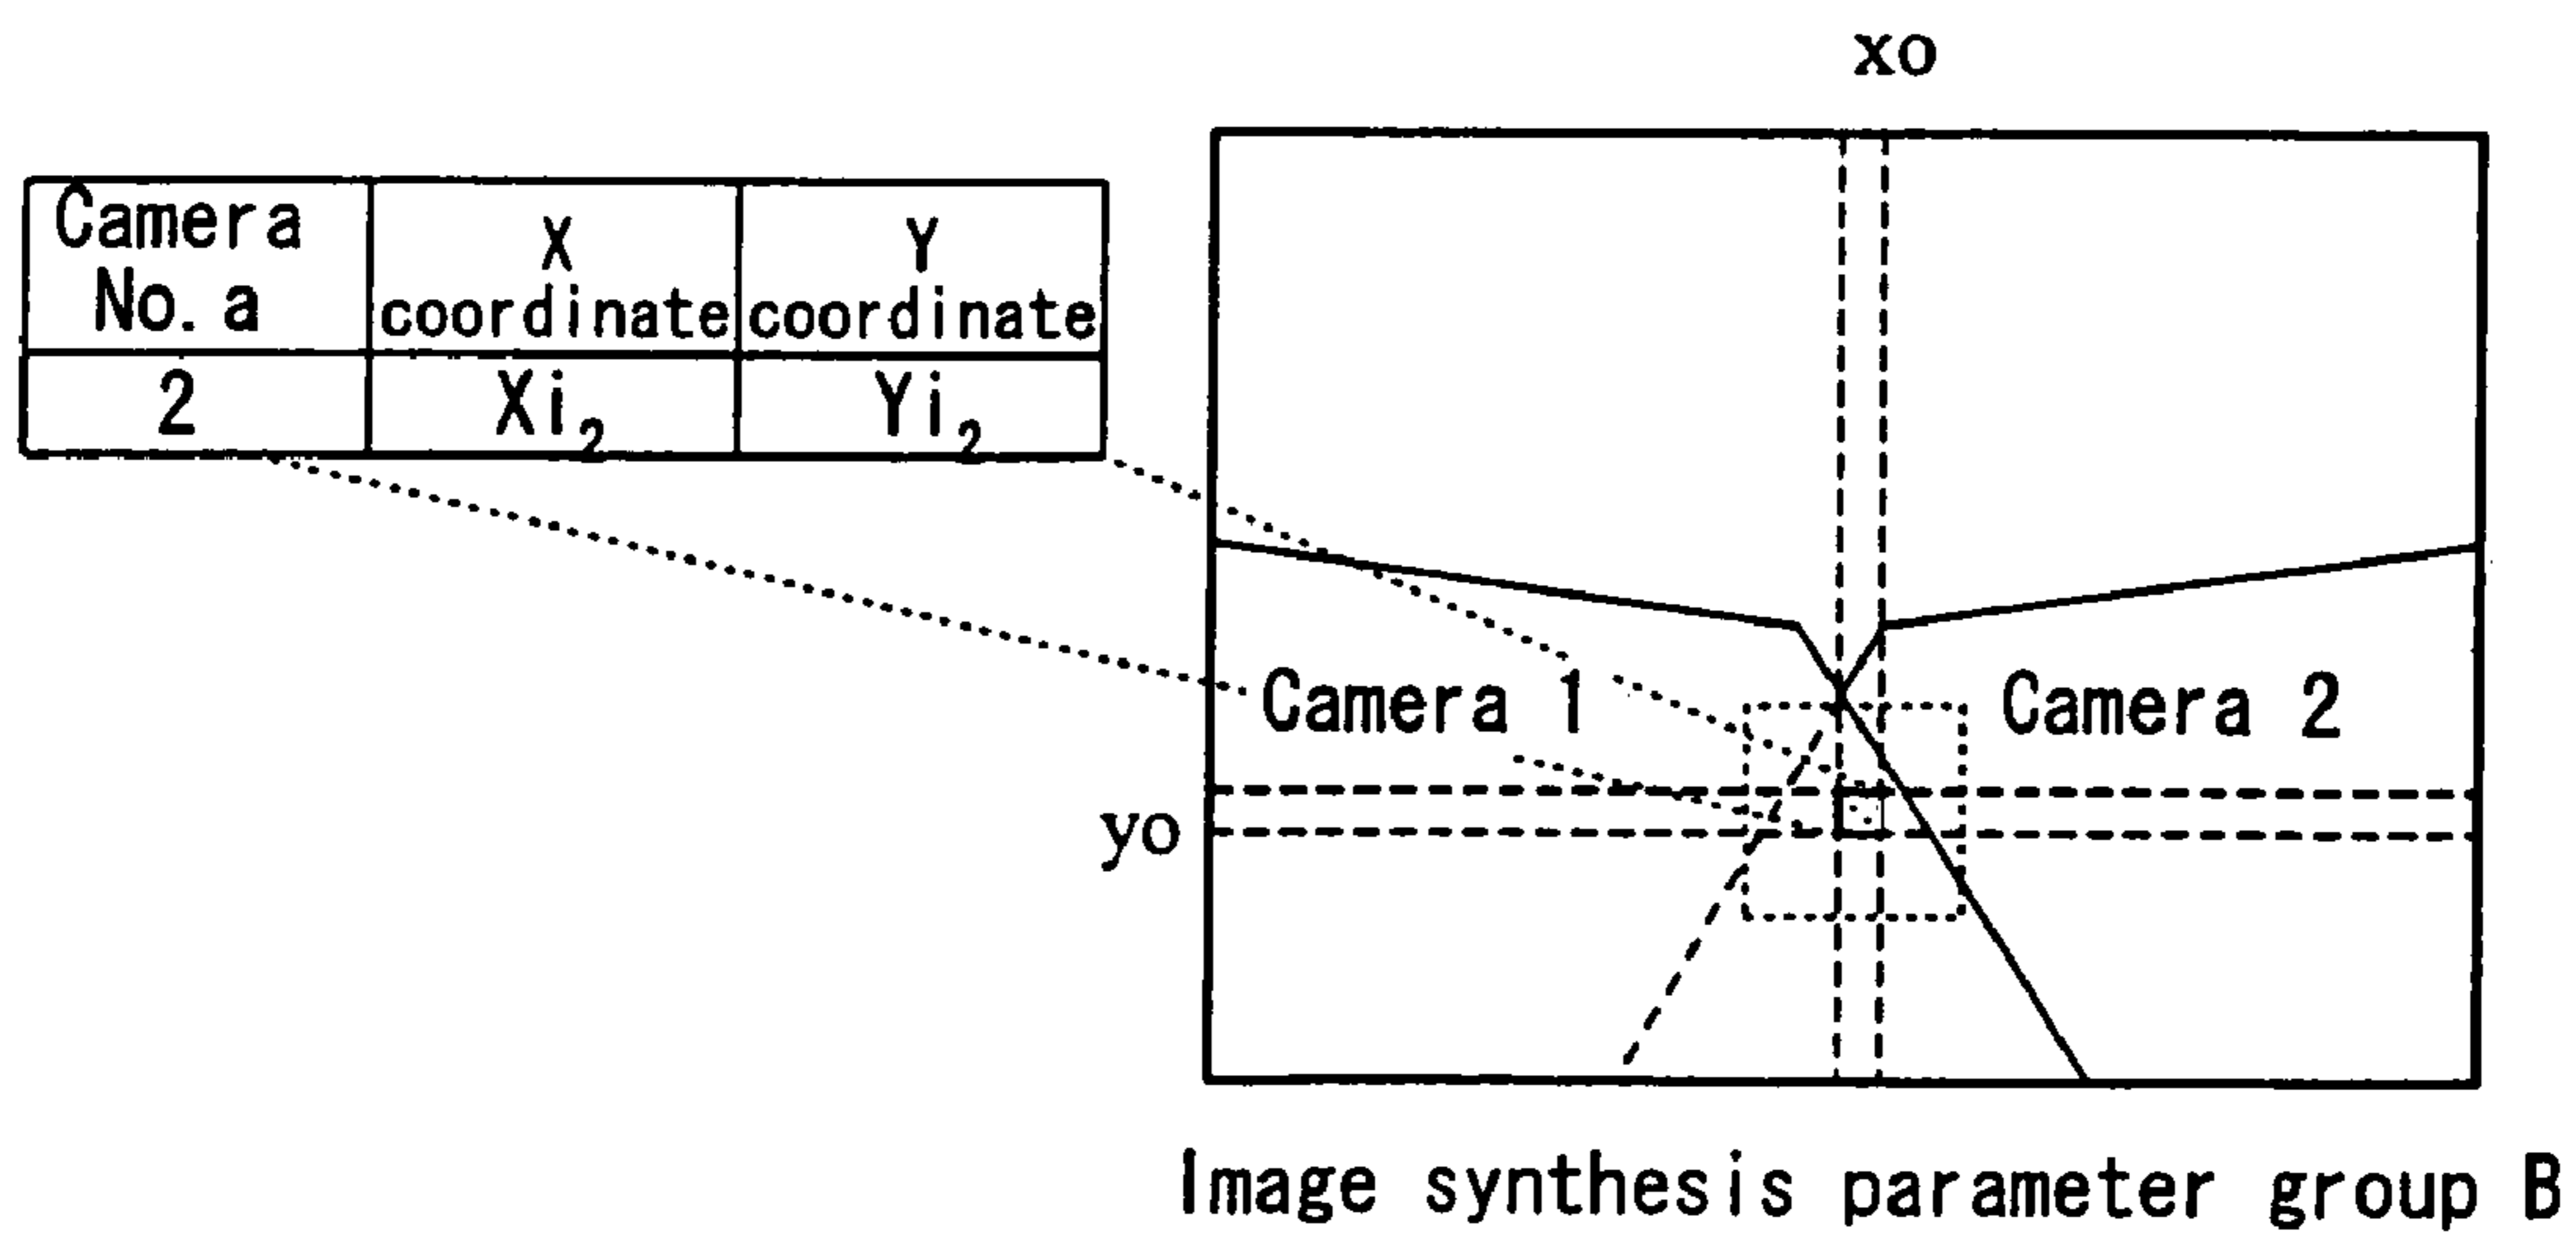 xo
Camera No. a
X coordinate
Y coordinate
2
Xi₂
Yi₂
Camera 1
Camera 2
yo
Image synthesis parameter group B